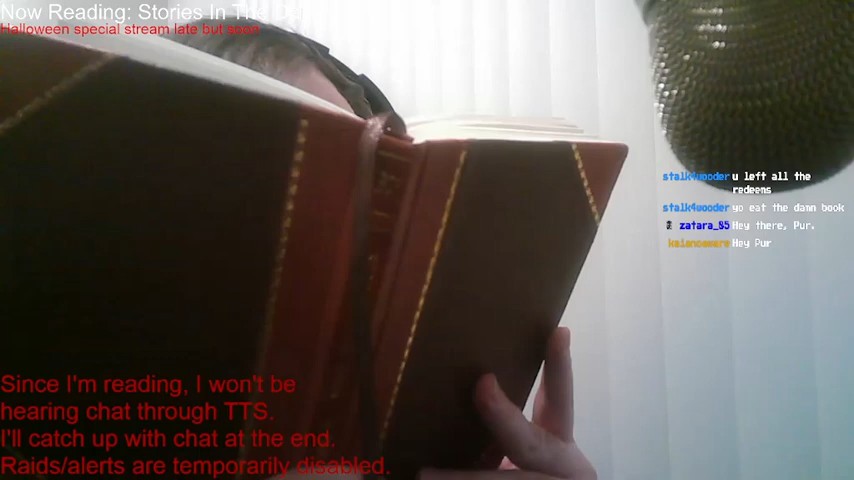 Now Reading: Stories In The
Halloween special stream late but soon
stalk4wooder u left all the
redeems
stalk4wooder yo eat the damn book
zatara_85 Hey there, Pur.
Hey Pur
Since I'm reading, I won't be
hearing chat through TTS.
I'll catch up with chat at the end.
Raids/alerts are temporarily disabled.